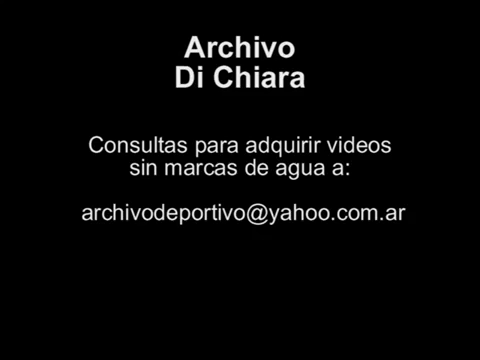 Archivo
Di Chiara
Consultas para adquirir videos
sin marcas de agua a:
archivodeportivo@yahoo.com.ar